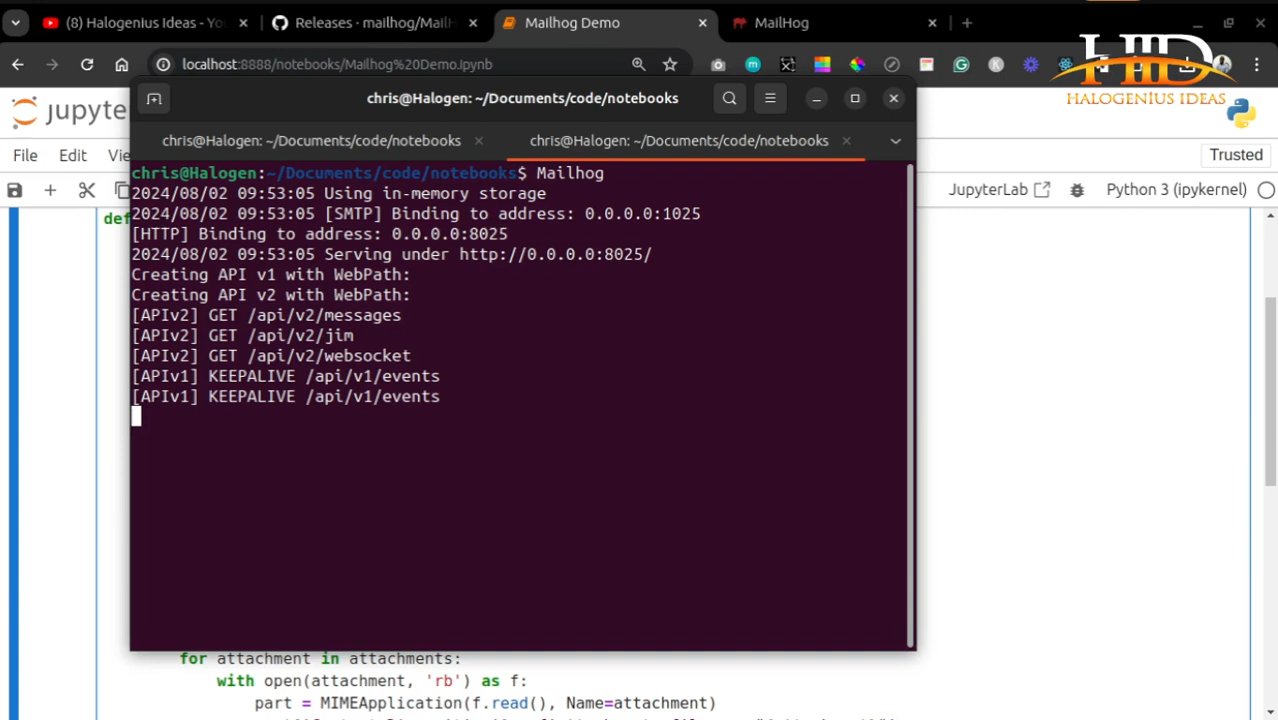 (8) Halogenius Ideas - Yo
Releases · mailhog/MailH
Mailhog Demo
MailHog
localhost:8888/notebooks/Mailhog%20Demo.ipynb
HID
HALOGENIUS IDEAS
jupyte
chris@Halogen: ~/Documents/code/notebooks
chris@Halogen: ~/Documents/code/notebooks
chris@Halogen: ~/Documents/code/notebooks
File Edit Vie
Trusted
JupyterLab
Python 3 (ipykernel)
def
chris@Halogen:~/Documents/code/notebooks$ Mailhog
2024/08/02 09:53:05 Using in-memory storage
2024/08/02 09:53:05 [SMTP] Binding to address: 0.0.0.0:1025
[HTTP] Binding to address: 0.0.0.0:8025
2024/08/02 09:53:05 Serving under http://0.0.0.0:8025/
Creating API v1 with WebPath:
Creating API v2 with WebPath:
[APIv2] GET /api/v2/messages
[APIv2] GET /api/v2/jim
[APIv2] GET /api/v2/websocket
[APIv1] KEEPALIVE /api/v1/events
[APIv1] KEEPALIVE /api/v1/events
for attachment in attachments:
with open(attachment, 'rb') as f:
part = MIMEApplication(f.read(), Name=attachment)